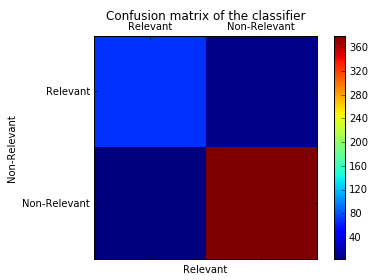 Confusion matrix of the classifier
Relevant Non-Relevant
Relevant
Non-Relevant
Non-Relevant
Relevant
360
320
280
240
200
160
120
80
40